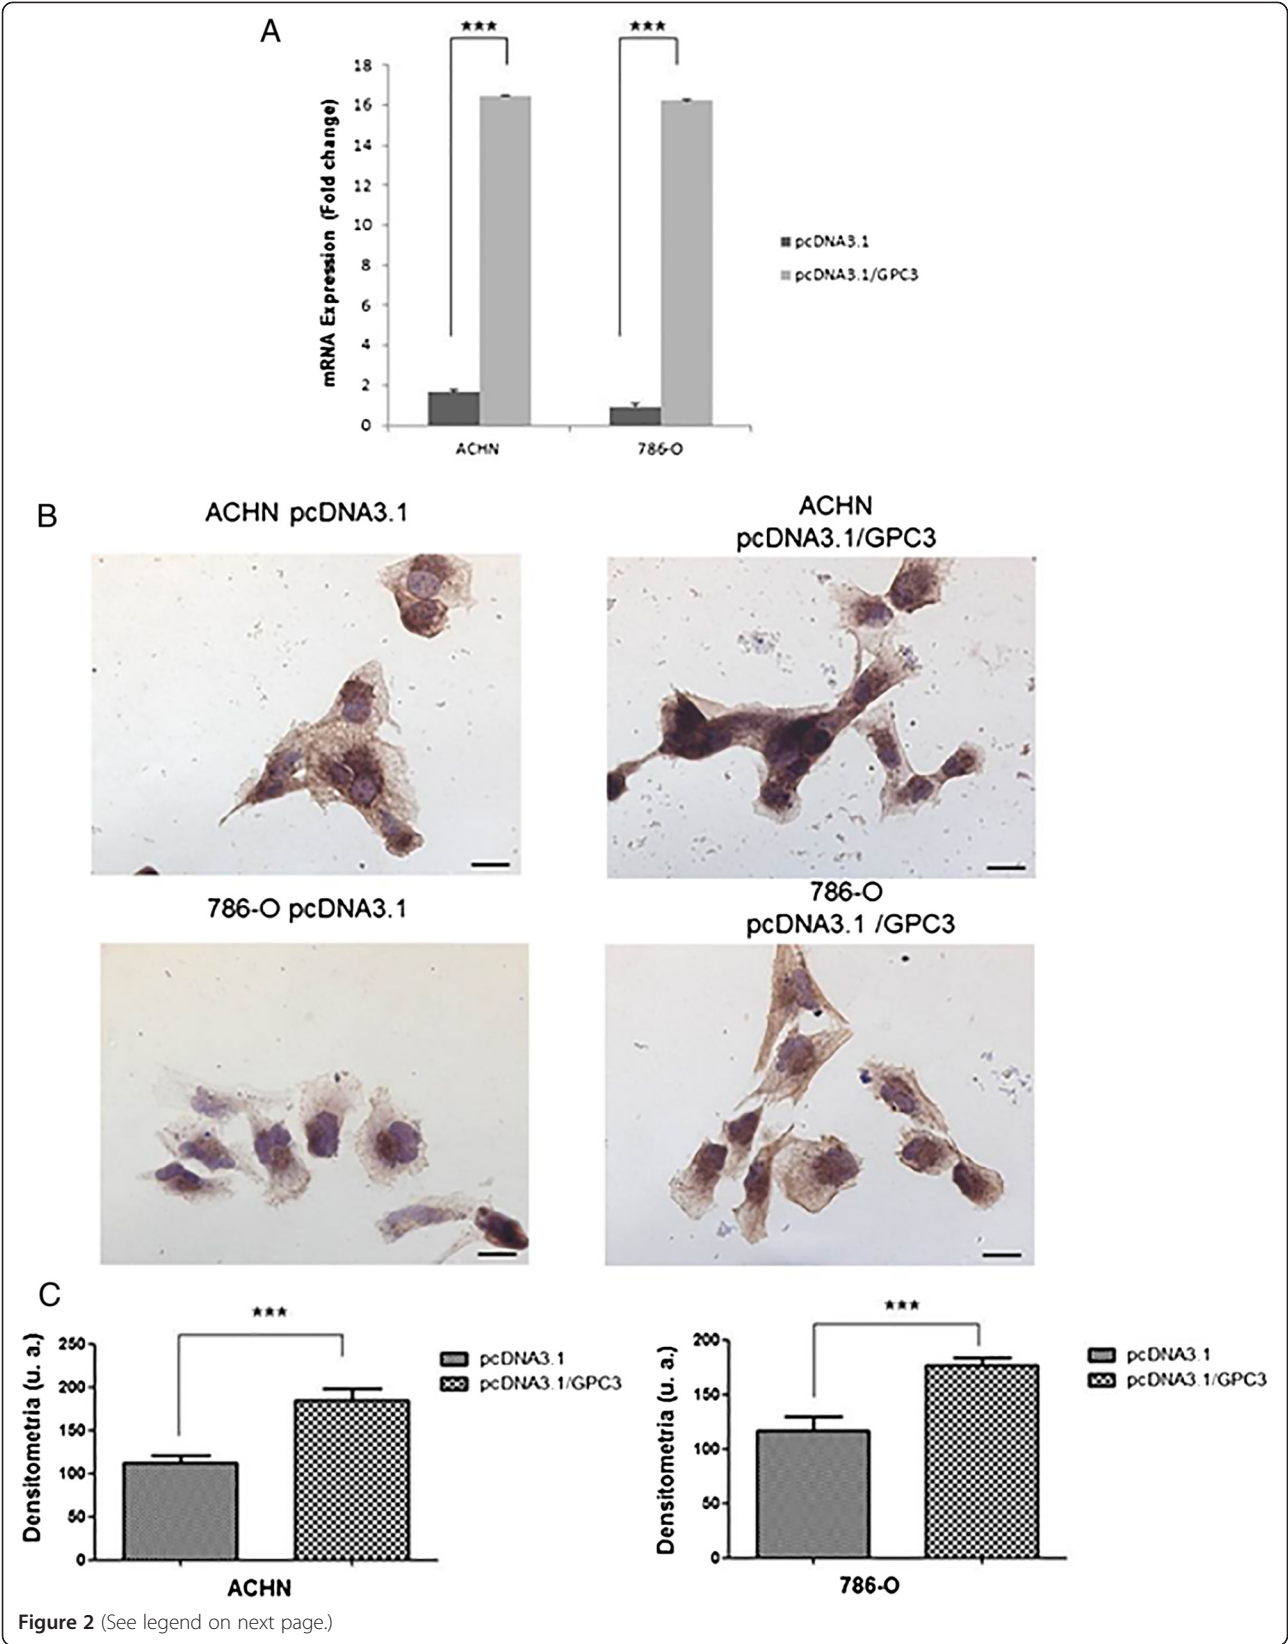 A
★★★ ★★★
18
16
14
12
10
8
6
4
2
0
mRNA Expression (Fold change)
ACHN 786-O
pcDNA3.1
pcDNA3.1/GPC3
B
ACHN pcDNA3.1
ACHN
pcDNA3.1/GPC3
786-O pcDNA3.1
786-O
pcDNA3.1 /GPC3
C
★★★
250
200
150
100
50
0
Densitometria (u. a.)
ACHN
pcDNA3.1
pcDNA3.1/GPC3
★★★
200
150
100
50
0
Densitometria (u. a.)
786-O
pcDNA3.1
pcDNA3.1/GPC3
Figure 2 (See legend on next page.)